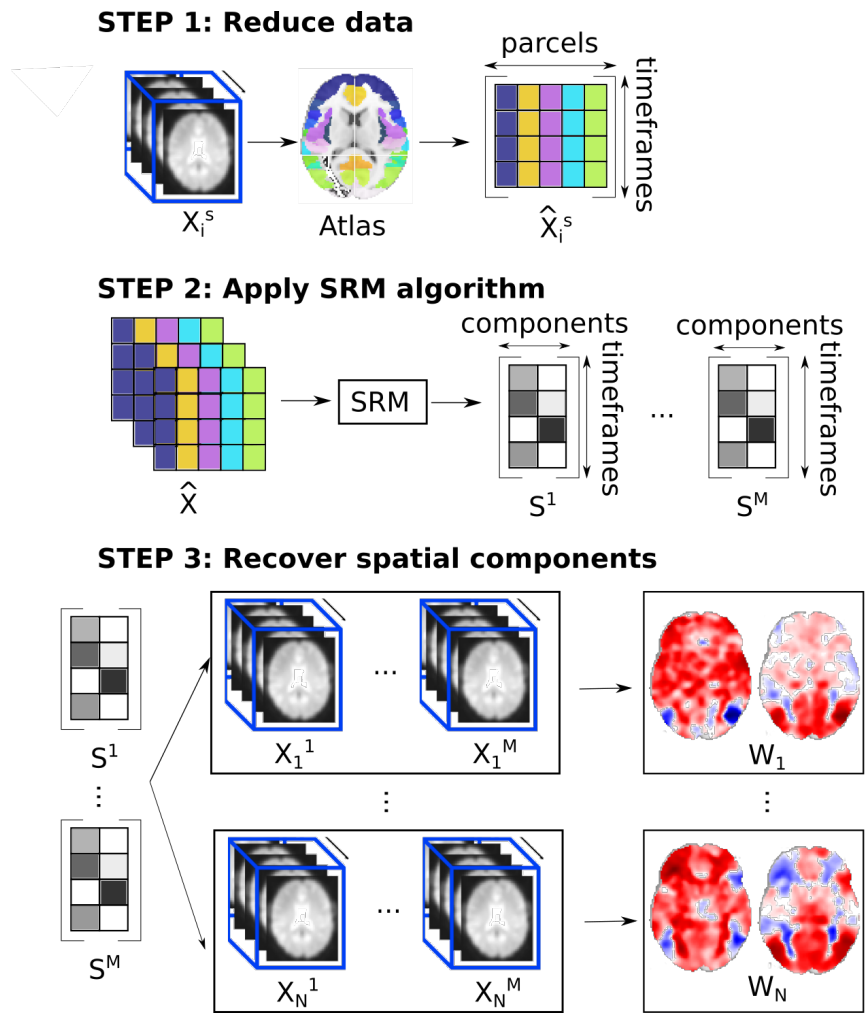 STEP 1: Reduce data
parcels
timeframes
X_i^s
Atlas
X̂_i^s
STEP 2: Apply SRM algorithm
components
components
timeframes
timeframes
SRM
...
X̂
S^1
S^M
STEP 3: Recover spatial components
...
...
S^1
X_1^1
X_1^M
W_1
...
...
...
...
S^M
X_N^1
X_N^M
W_N